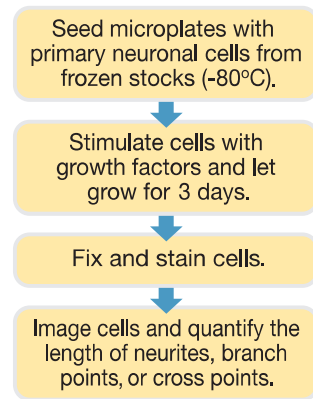 Seed microplates with
primary neuronal cells from
frozen stocks (-80°C).
Stimulate cells with
growth factors and let
grow for 3 days.
Fix and stain cells.
Image cells and quantify the
length of neurites, branch
points, or cross points.